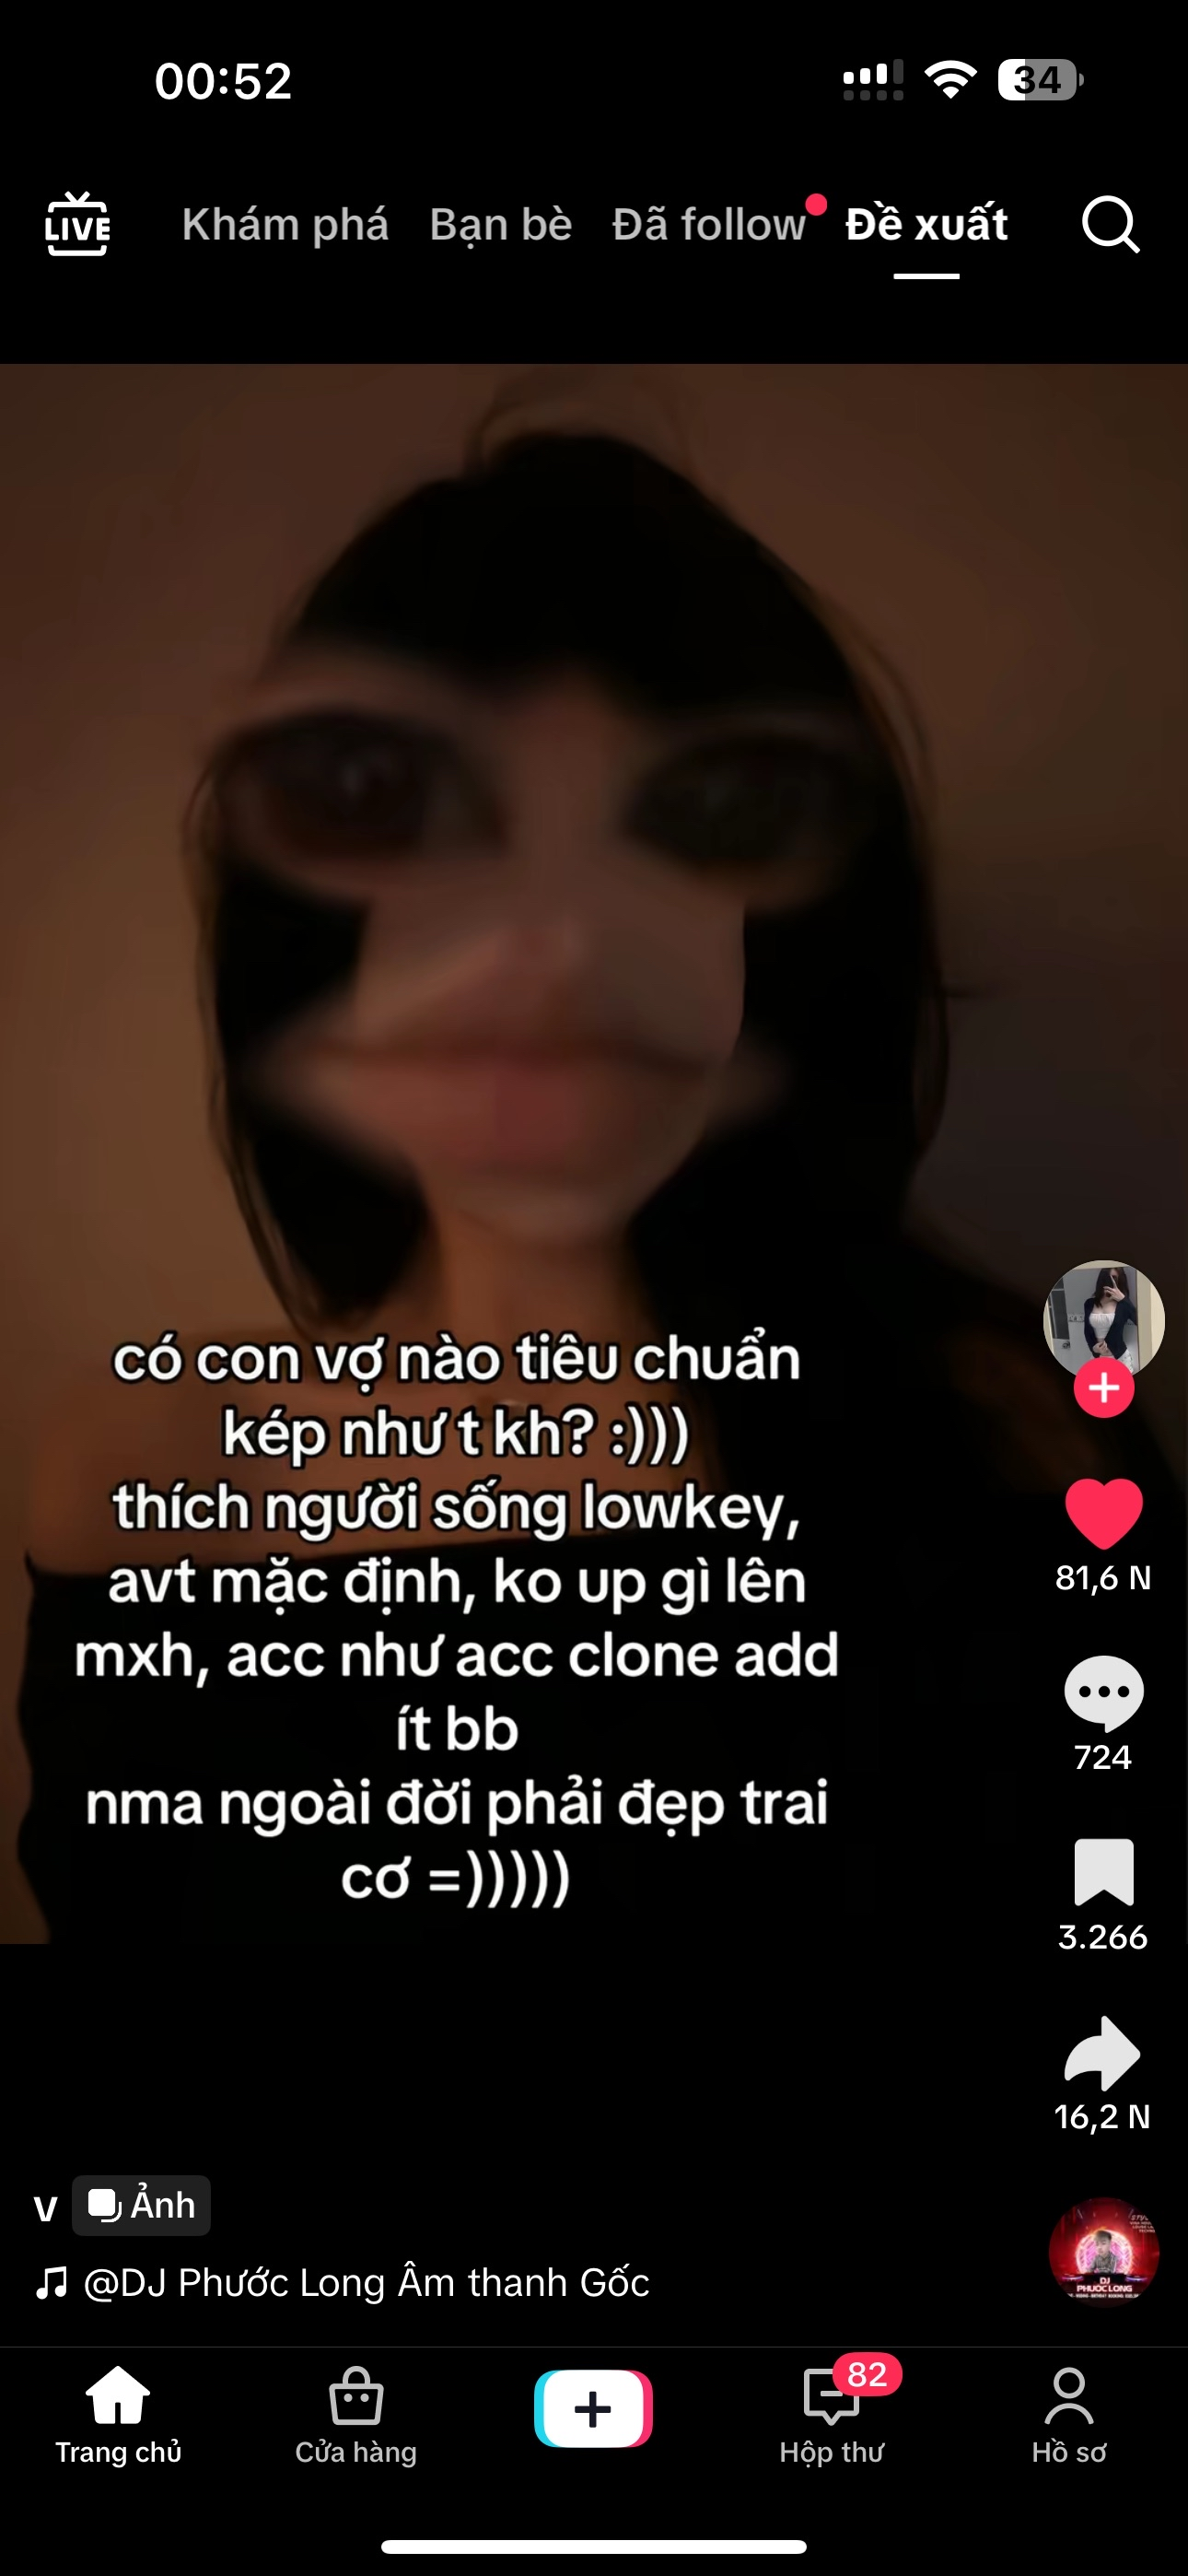 00:52
34
LIVE
Khám phá
Bạn bè
Đã follow
Đề xuất
có con vợ nào tiêu chuẩn
kép như t kh? :)))
thích người sống lowkey,
avt mặc định, ko up gì lên
mxh, acc như acc clone add
ít bb
nma ngoài đời phải đẹp trai
cơ =)))))
81,6 N
724
3.266
16,2 N
v
Ảnh
@DJ Phước Long Âm thanh Gốc
DJ
PHUOC LONG
Trang chủ
Cửa hàng
82
Hộp thư
Hồ sơ